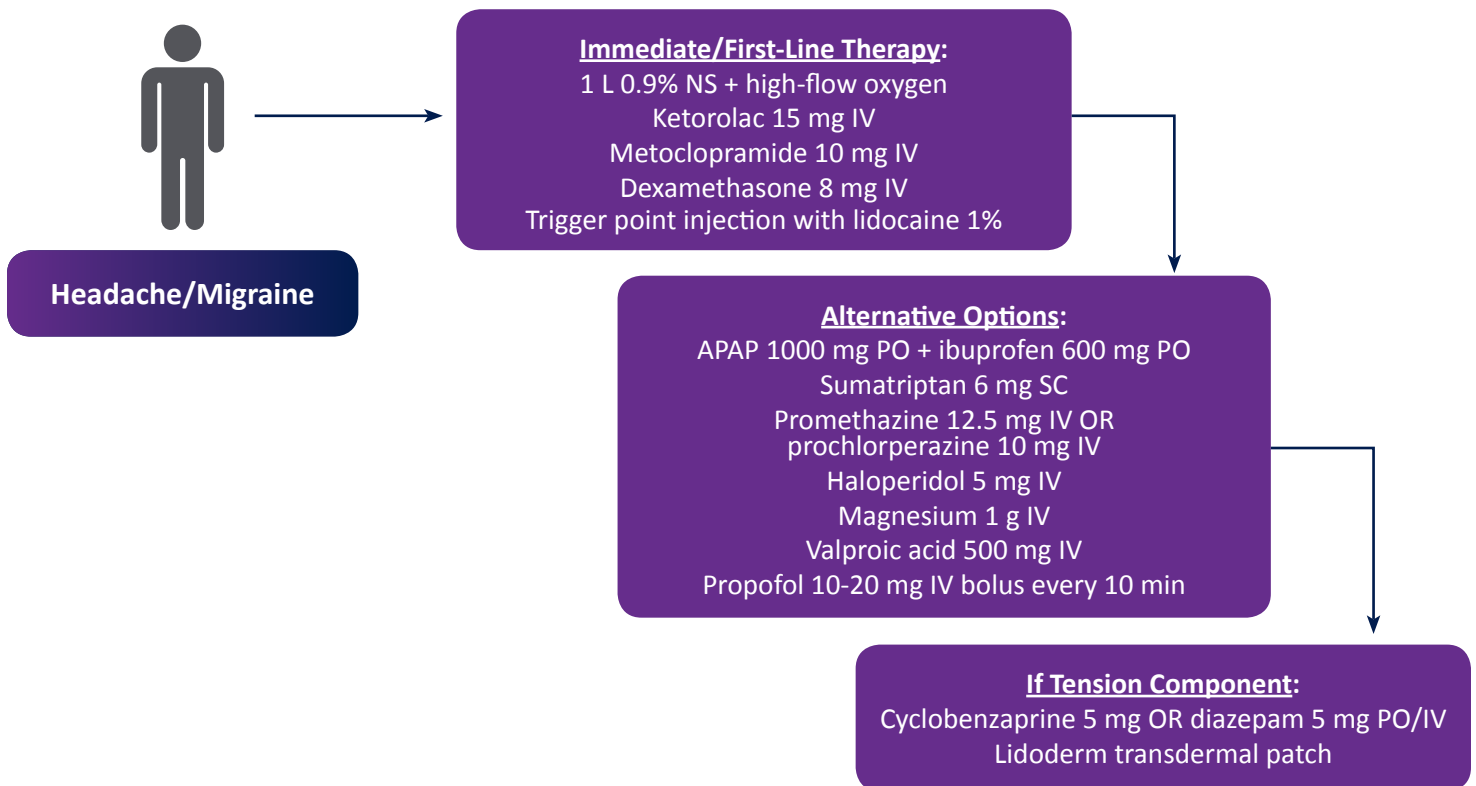 Headache/Migraine
Immediate/First-Line Therapy:
1 L 0.9% NS + high-flow oxygen
Ketorolac 15 mg IV
Metoclopramide 10 mg IV
Dexamethasone 8 mg IV
Trigger point injection with lidocaine 1%
Alternative Options:
APAP 1000 mg PO + ibuprofen 600 mg PO
Sumatriptan 6 mg SC
Promethazine 12.5 mg IV OR
prochlorperazine 10 mg IV
Haloperidol 5 mg IV
Magnesium 1 g IV
Valproic acid 500 mg IV
Propofol 10-20 mg IV bolus every 10 min
If Tension Component:
Cyclobenzaprine 5 mg OR diazepam 5 mg PO/IV
Lidoderm transdermal patch